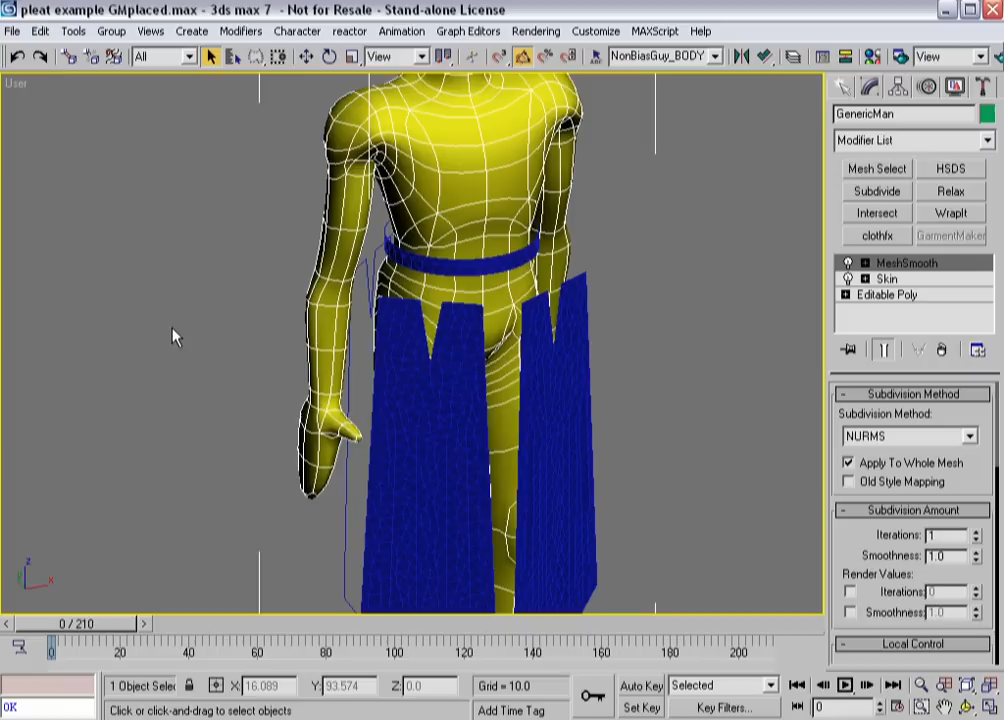 pleat example GMplaced.max - 3ds max 7 - Not for Resale - Stand-alone License
File Edit Tools Group Views Create Modifiers Character reactor Animation Graph Editors Rendering Customize MAXScript Help
All View NonBiasGuy_BODY View
User
GenericMan
Modifier List
Mesh Select HSDS
Subdivide Relax
Intersect WrapIt
clothfx GarmentMaker
MeshSmooth
Skin
Editable Poly
- Subdivision Method
Subdivision Method:
NURMS
Apply To Whole Mesh
Old Style Mapping
- Subdivision Amount
Iterations: 1
Smoothness: 1.0
Render Values:
Iterations: 0
Smoothness: 1.0
- Local Control
z
x
< 0 / 210 >
0 20 40 60 80 100 120 140 160 180 200
1 Object Selec X: 16.089 Y: 93.574 Z: 0.0 Grid = 10.0 Auto Key Selected
OK Click or click-and-drag to select objects Add Time Tag Set Key Key Filters... 0